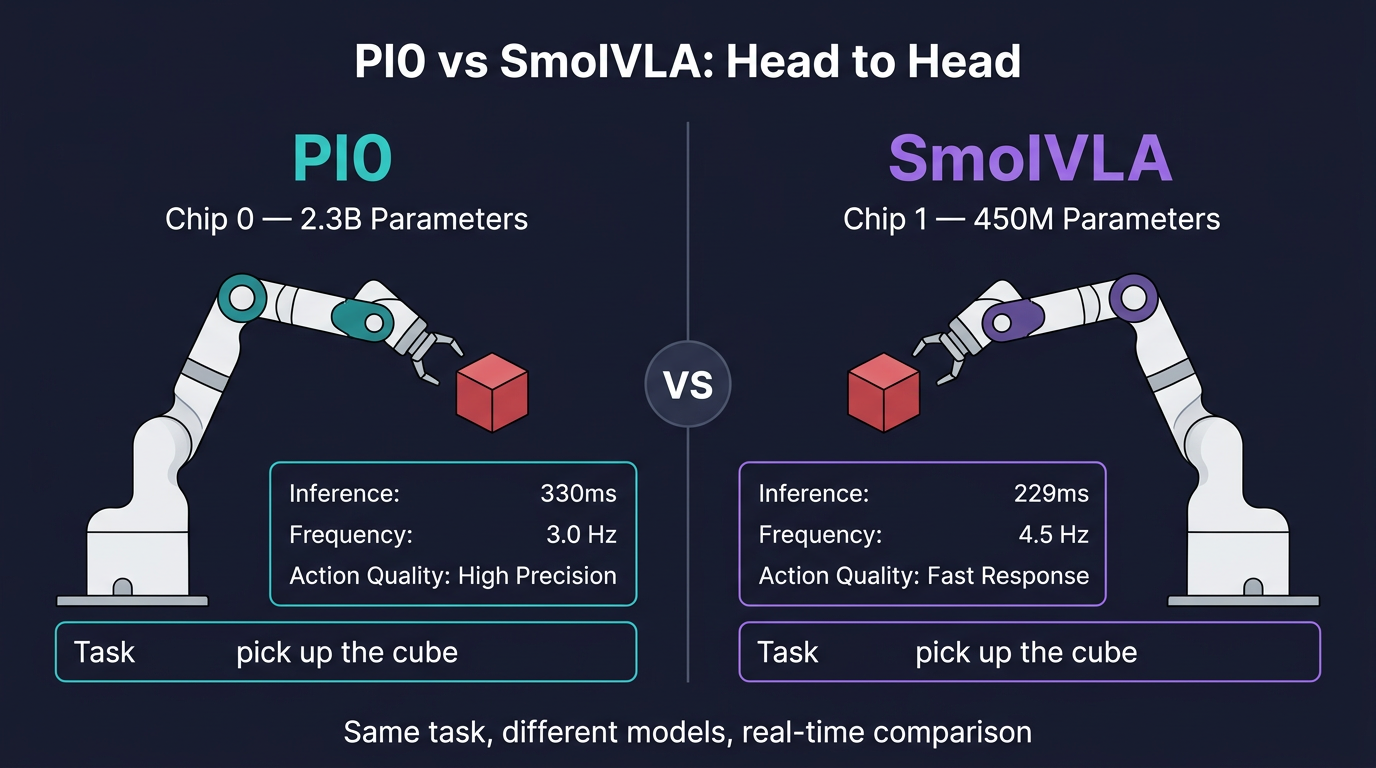 PI0 vs SmolVLA: Head to Head
PI0
Chip 0 — 2.3B Parameters
Inference: 330ms
Frequency: 3.0 Hz
Action Quality: High Precision
Task pick up the cube
VS
SmolVLA
Chip 1 — 450M Parameters
Inference: 229ms
Frequency: 4.5 Hz
Action Quality: Fast Response
Task pick up the cube
Same task, different models, real-time comparison